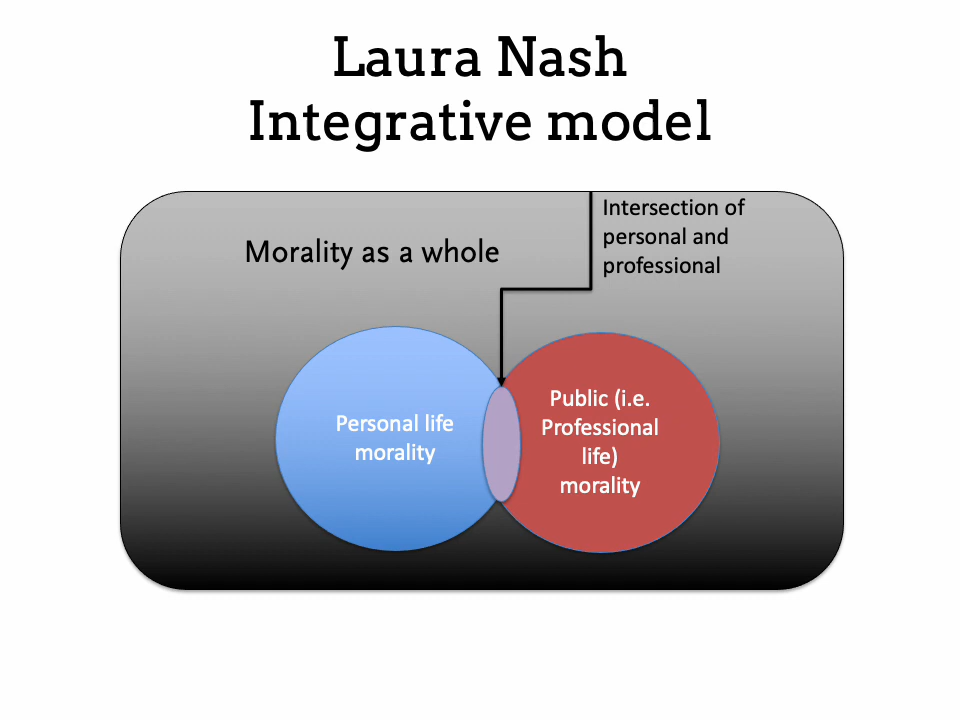 Laura Nash
Integrative model
Morality as a whole
Intersection of
personal and
professional
Personal life
morality
Public (i.e.
Professional
life)
morality